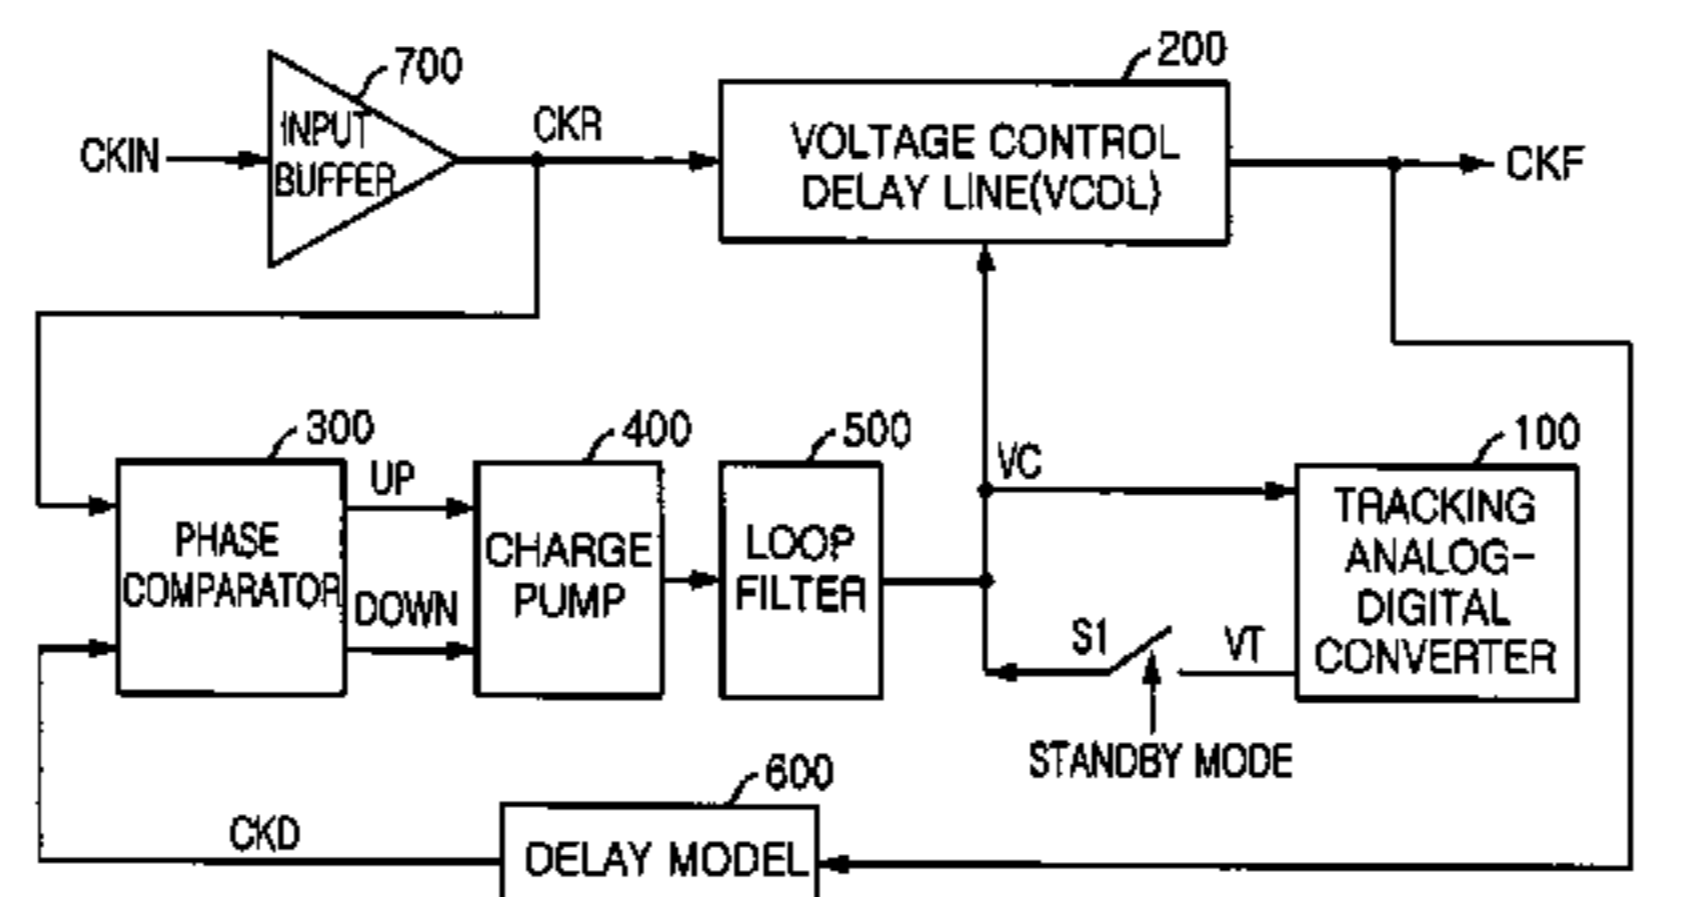 700
200
CKIN
INPUT
BUFFER
CKR
VOLTAGE CONTROL
DELAY LINE(VCDL)
CKF
300
400
500
100
UP
DOWN
PHASE
COMPARATOR
CHARGE
PUMP
LOOP
FILTER
VC
TRACKING
ANALOG-
DIGITAL
CONVERTER
S1
VT
STANDBY MODE
600
CKD
DELAY MODEL